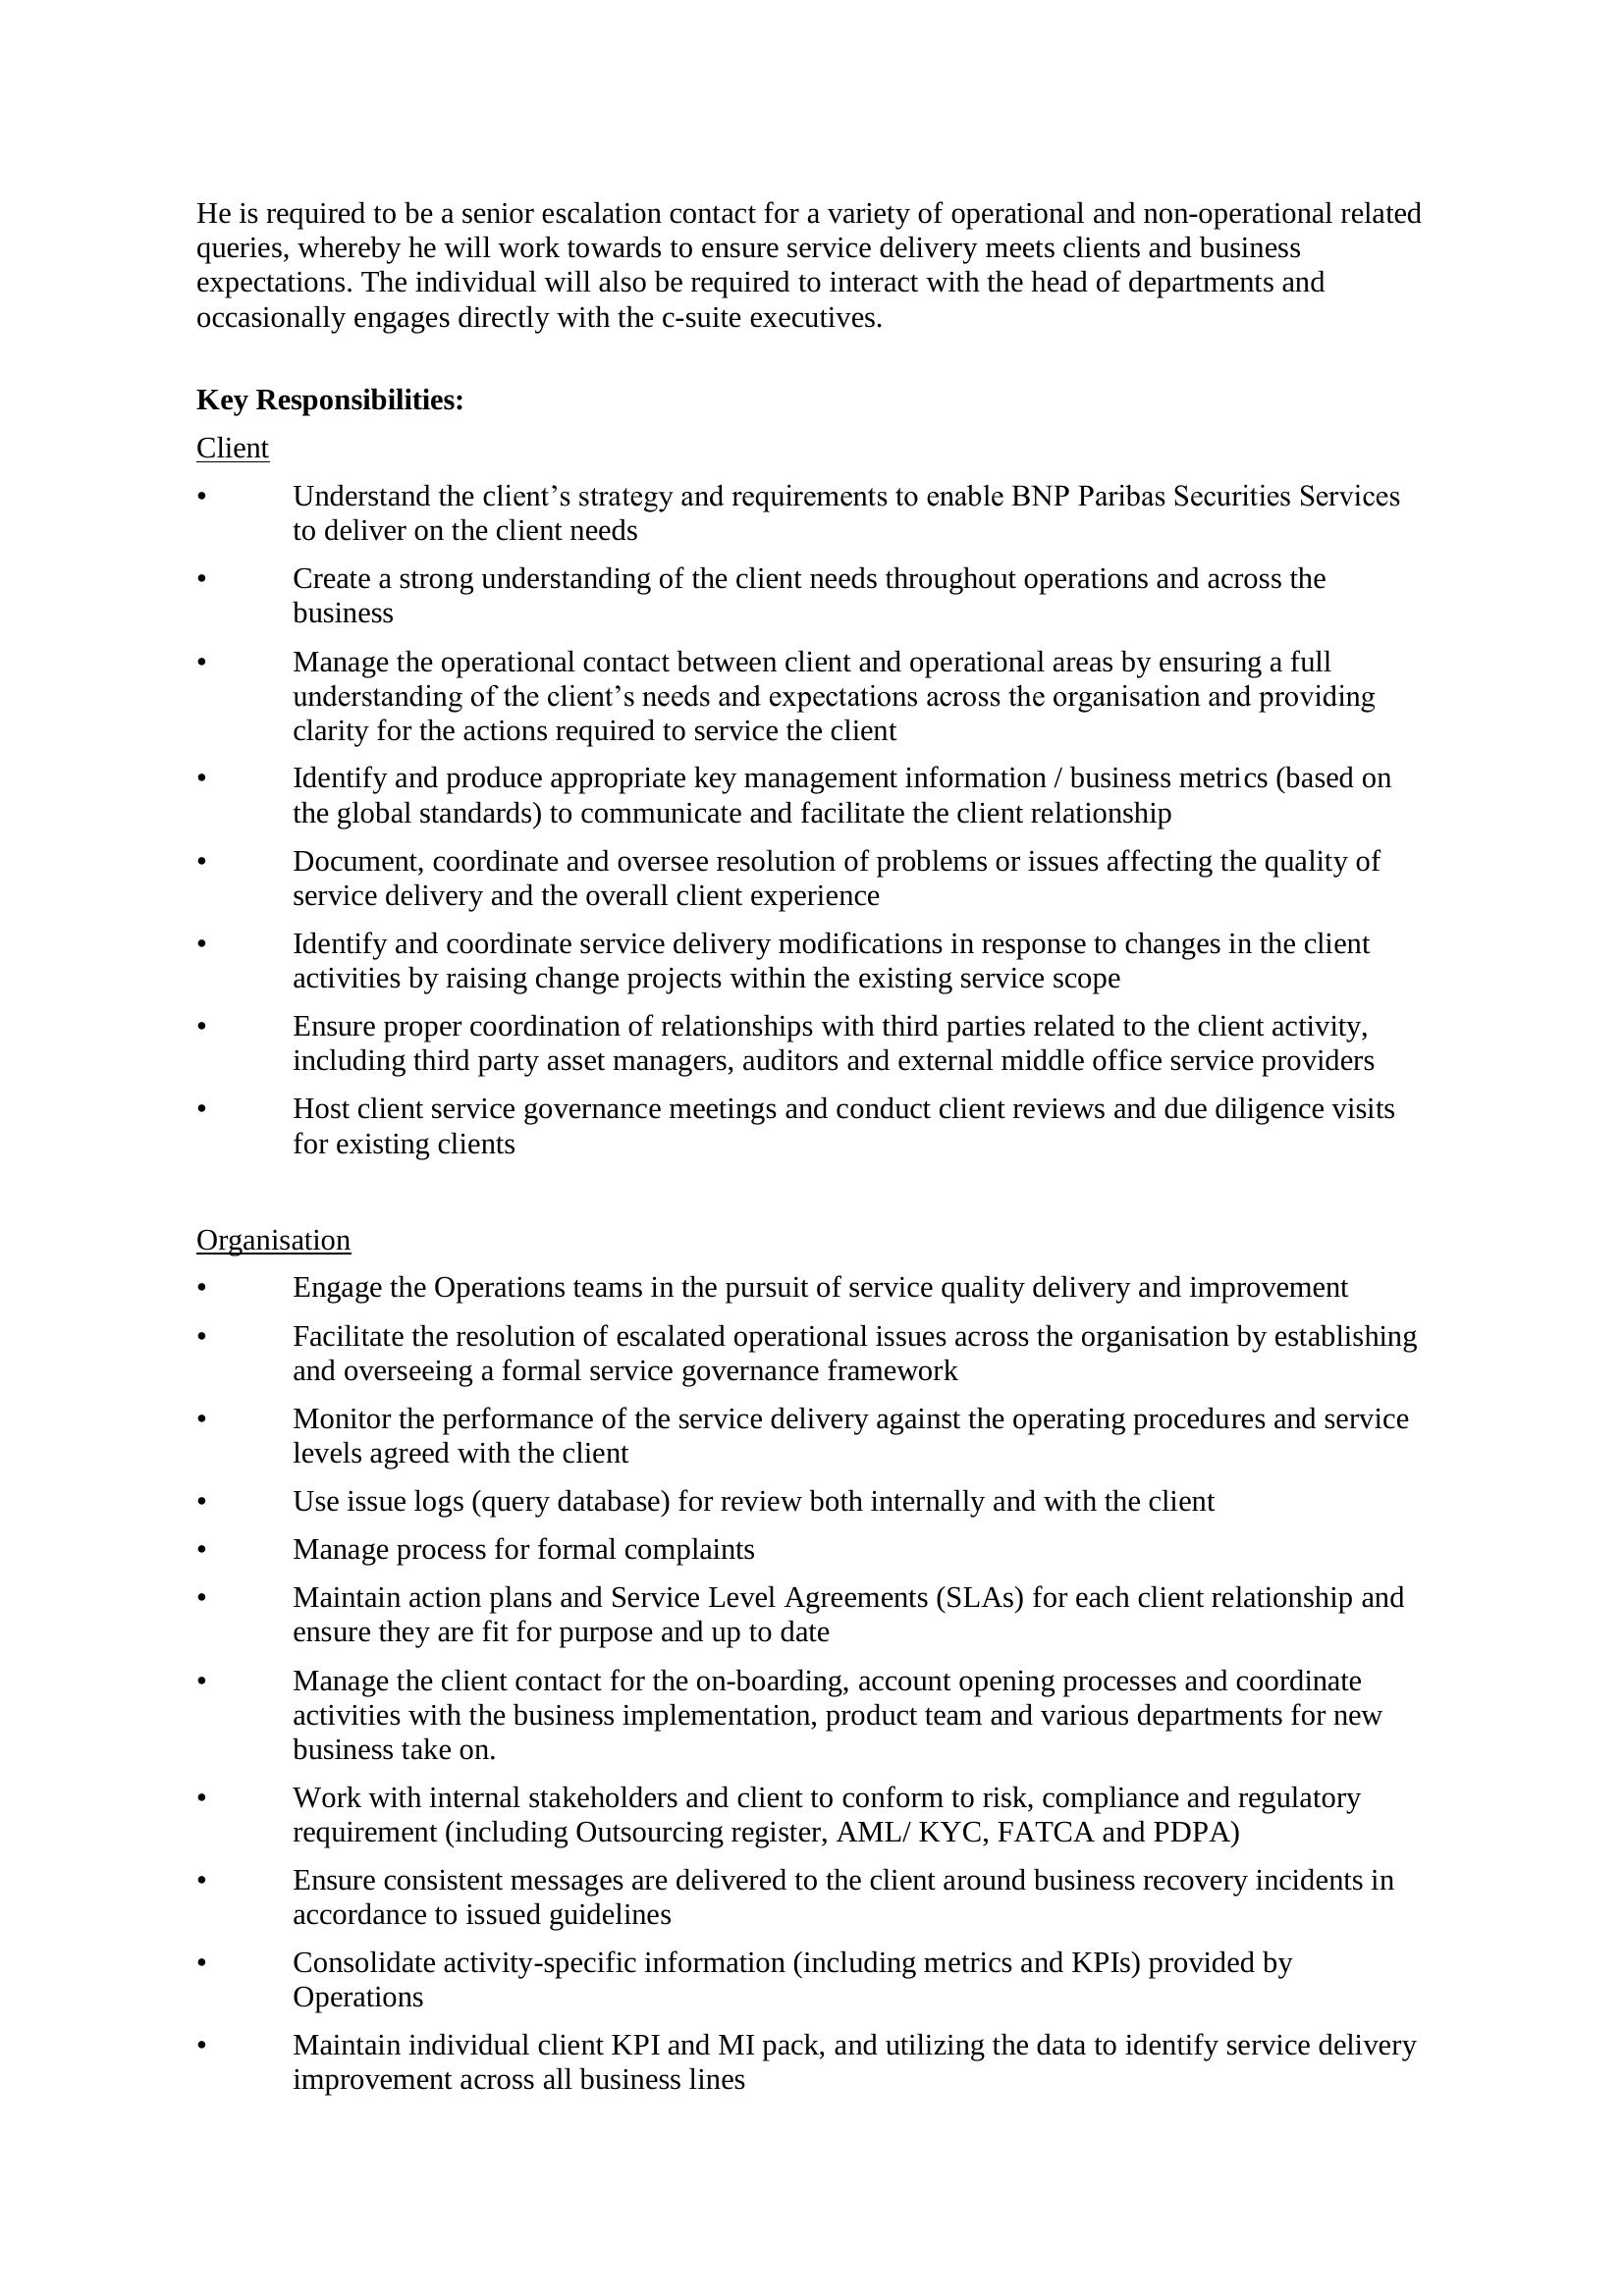 He is required to be a senior escalation contact for a variety of operational and non-operational related
queries, whereby he will work towards to ensure service delivery meets clients and business
expectations. The individual will also be required to interact with the head of departments and
occasionally engages directly with the c-suite executives.
Key Responsibilities:
Client
• Understand the client’s strategy and requirements to enable BNP Paribas Securities Services
to deliver on the client needs
• Create a strong understanding of the client needs throughout operations and across the
business
• Manage the operational contact between client and operational areas by ensuring a full
understanding of the client’s needs and expectations across the organisation and providing
clarity for the actions required to service the client
• Identify and produce appropriate key management information / business metrics (based on
the global standards) to communicate and facilitate the client relationship
• Document, coordinate and oversee resolution of problems or issues affecting the quality of
service delivery and the overall client experience
• Identify and coordinate service delivery modifications in response to changes in the client
activities by raising change projects within the existing service scope
• Ensure proper coordination of relationships with third parties related to the client activity,
including third party asset managers, auditors and external middle office service providers
• Host client service governance meetings and conduct client reviews and due diligence visits
for existing clients
Organisation
• Engage the Operations teams in the pursuit of service quality delivery and improvement
• Facilitate the resolution of escalated operational issues across the organisation by establishing
and overseeing a formal service governance framework
• Monitor the performance of the service delivery against the operating procedures and service
levels agreed with the client
• Use issue logs (query database) for review both internally and with the client
• Manage process for formal complaints
• Maintain action plans and Service Level Agreements (SLAs) for each client relationship and
ensure they are fit for purpose and up to date
• Manage the client contact for the on-boarding, account opening processes and coordinate
activities with the business implementation, product team and various departments for new
business take on.
• Work with internal stakeholders and client to conform to risk, compliance and regulatory
requirement (including Outsourcing register, AML/ KYC, FATCA and PDPA)
• Ensure consistent messages are delivered to the client around business recovery incidents in
accordance to issued guidelines
• Consolidate activity-specific information (including metrics and KPIs) provided by
Operations
• Maintain individual client KPI and MI pack, and utilizing the data to identify service delivery
improvement across all business lines